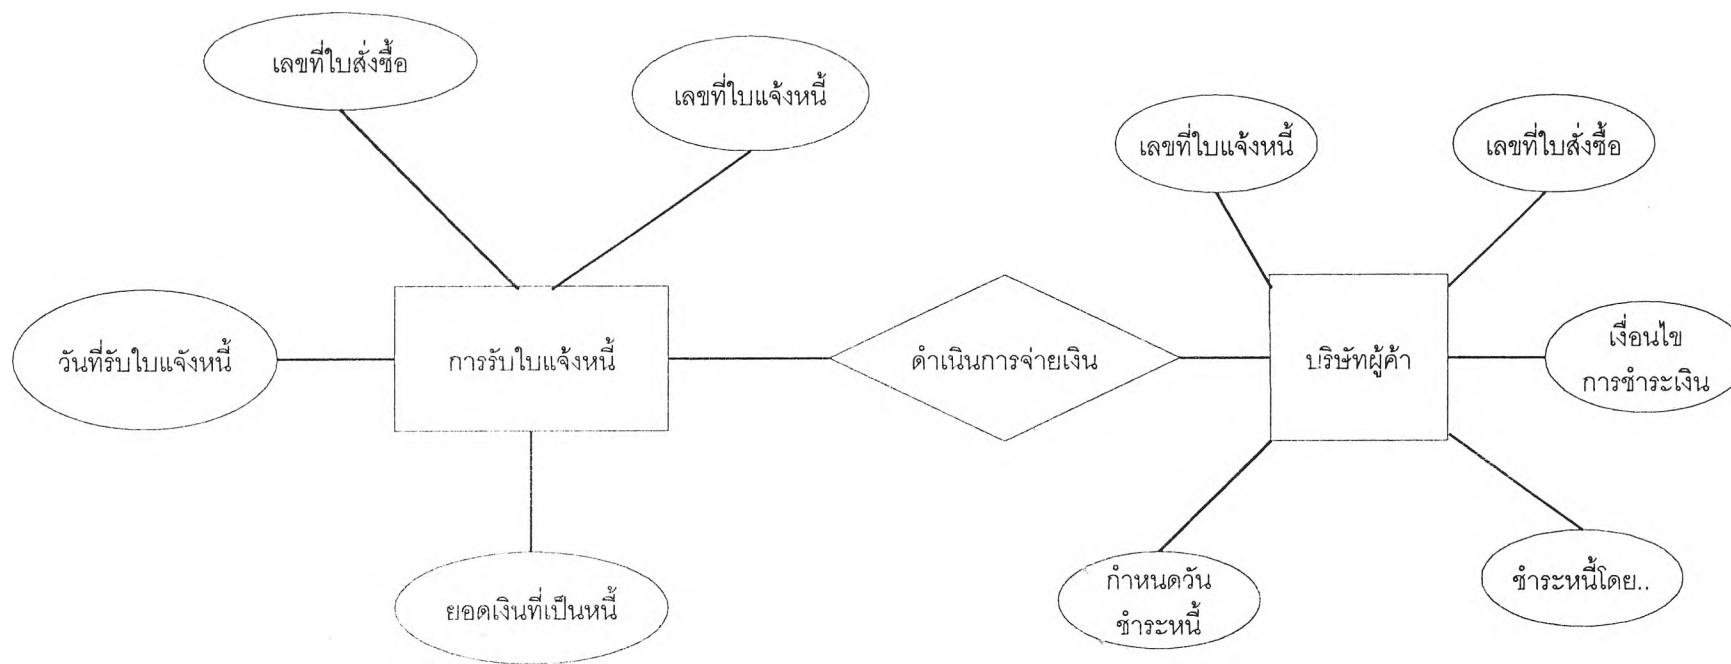 เลขที่ใบสั่งซื้อ
เลขที่ใบแจ้งหนี้
เลขที่ใบแจ้งหนี้
เลขที่ใบสั่งซื้อ
วันที่รับใบแจ้งหนี้
การรับใบแจ้งหนี้
ดำเนินการจ่ายเงิน
บริษัทผู้ค้า
เงื่อนไข
การชำระเงิน
ยอดเงินที่เป็นหนี้
กำหนดวัน
ชำระหนี้
ชำระหนี้โดย..